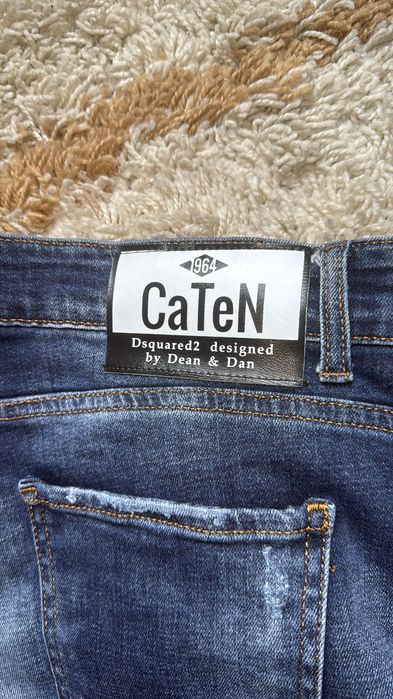 1964
CaTeN
Dsquared2 designed
by Dean & Dan